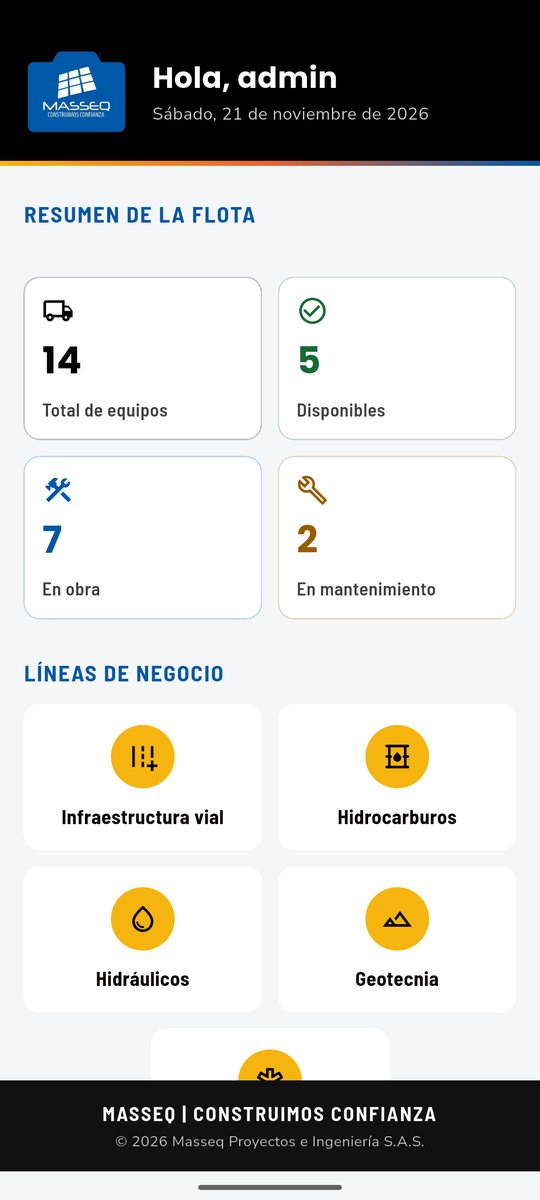 MASSEQ
CONSTRUIMOS CONFIANZA
Hola, admin
Sábado, 21 de noviembre de 2026
RESUMEN DE LA FLOTA
14
Total de equipos
5
Disponibles
7
En obra
2
En mantenimiento
LÍNEAS DE NEGOCIO
Infraestructura vial
Hidrocarburos
Hidráulicos
Geotecnia
MASSEQ | CONSTRUIMOS CONFIANZA
© 2026 Masseq Proyectos e Ingeniería S.A.S.